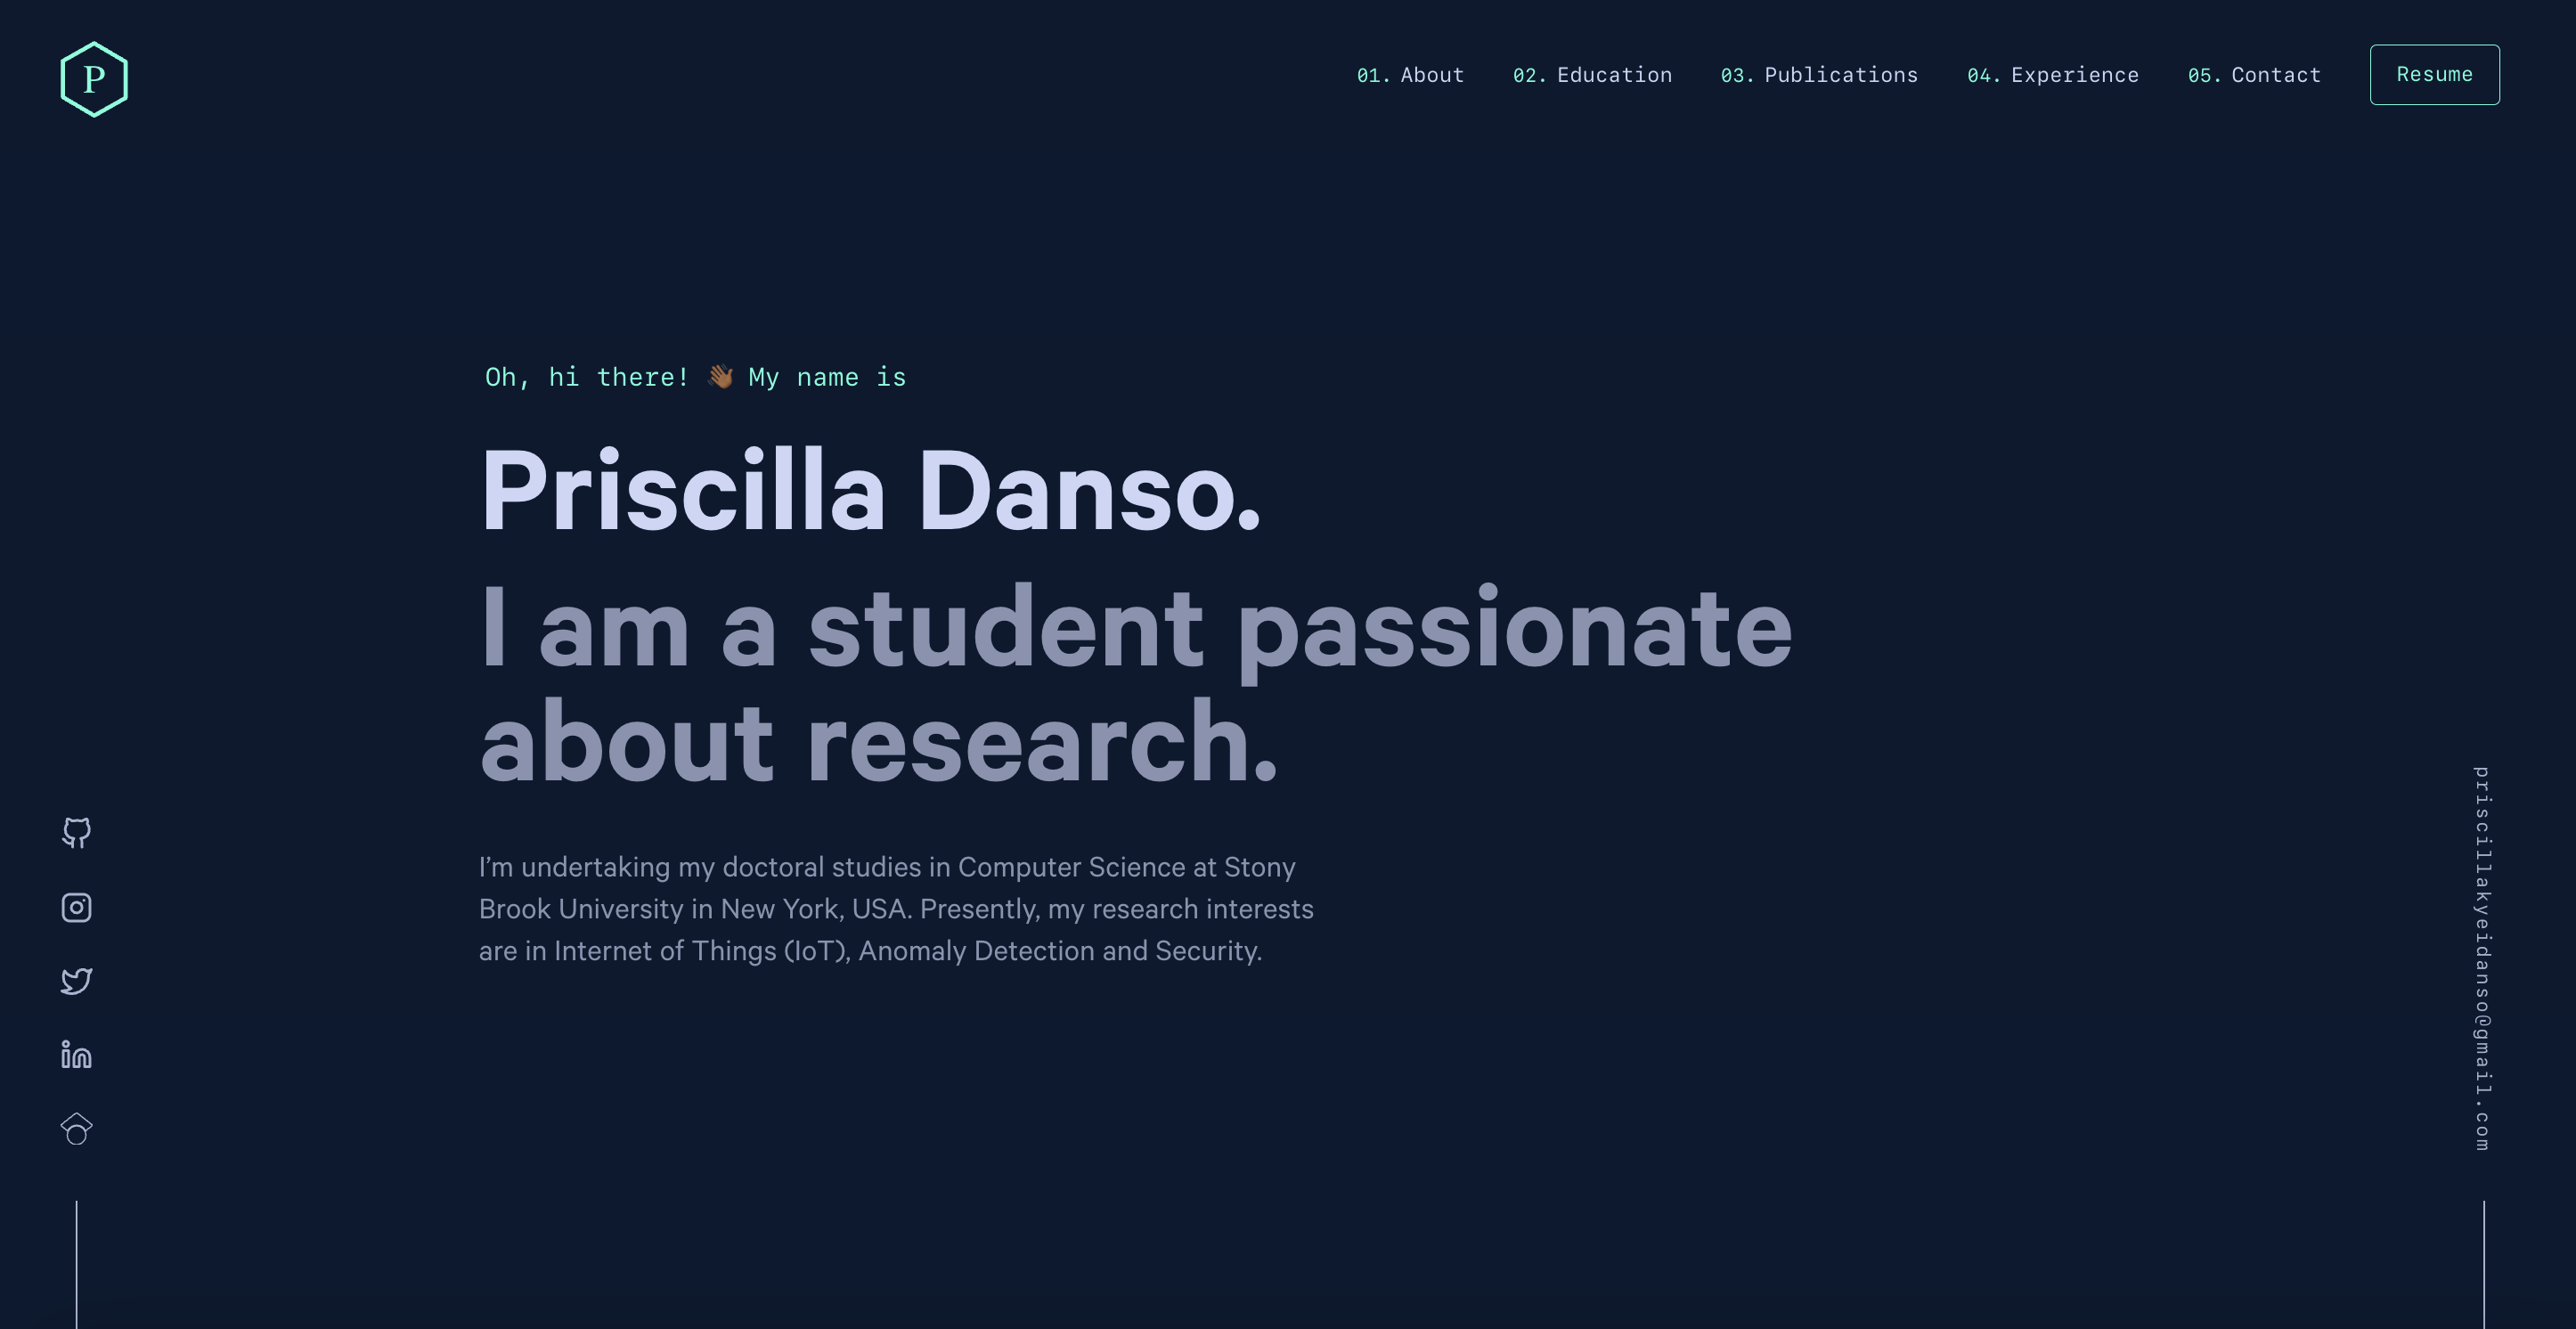 P
01. About 02. Education 03. Publications 04. Experience 05. Contact Resume
Oh, hi there! 👋🏾 My name is
Priscilla Danso.
I am a student passionate
about research.
I’m undertaking my doctoral studies in Computer Science at Stony
Brook University in New York, USA. Presently, my research interests
are in Internet of Things (IoT), Anomaly Detection and Security.
priscillakyeidanso@gmail.com